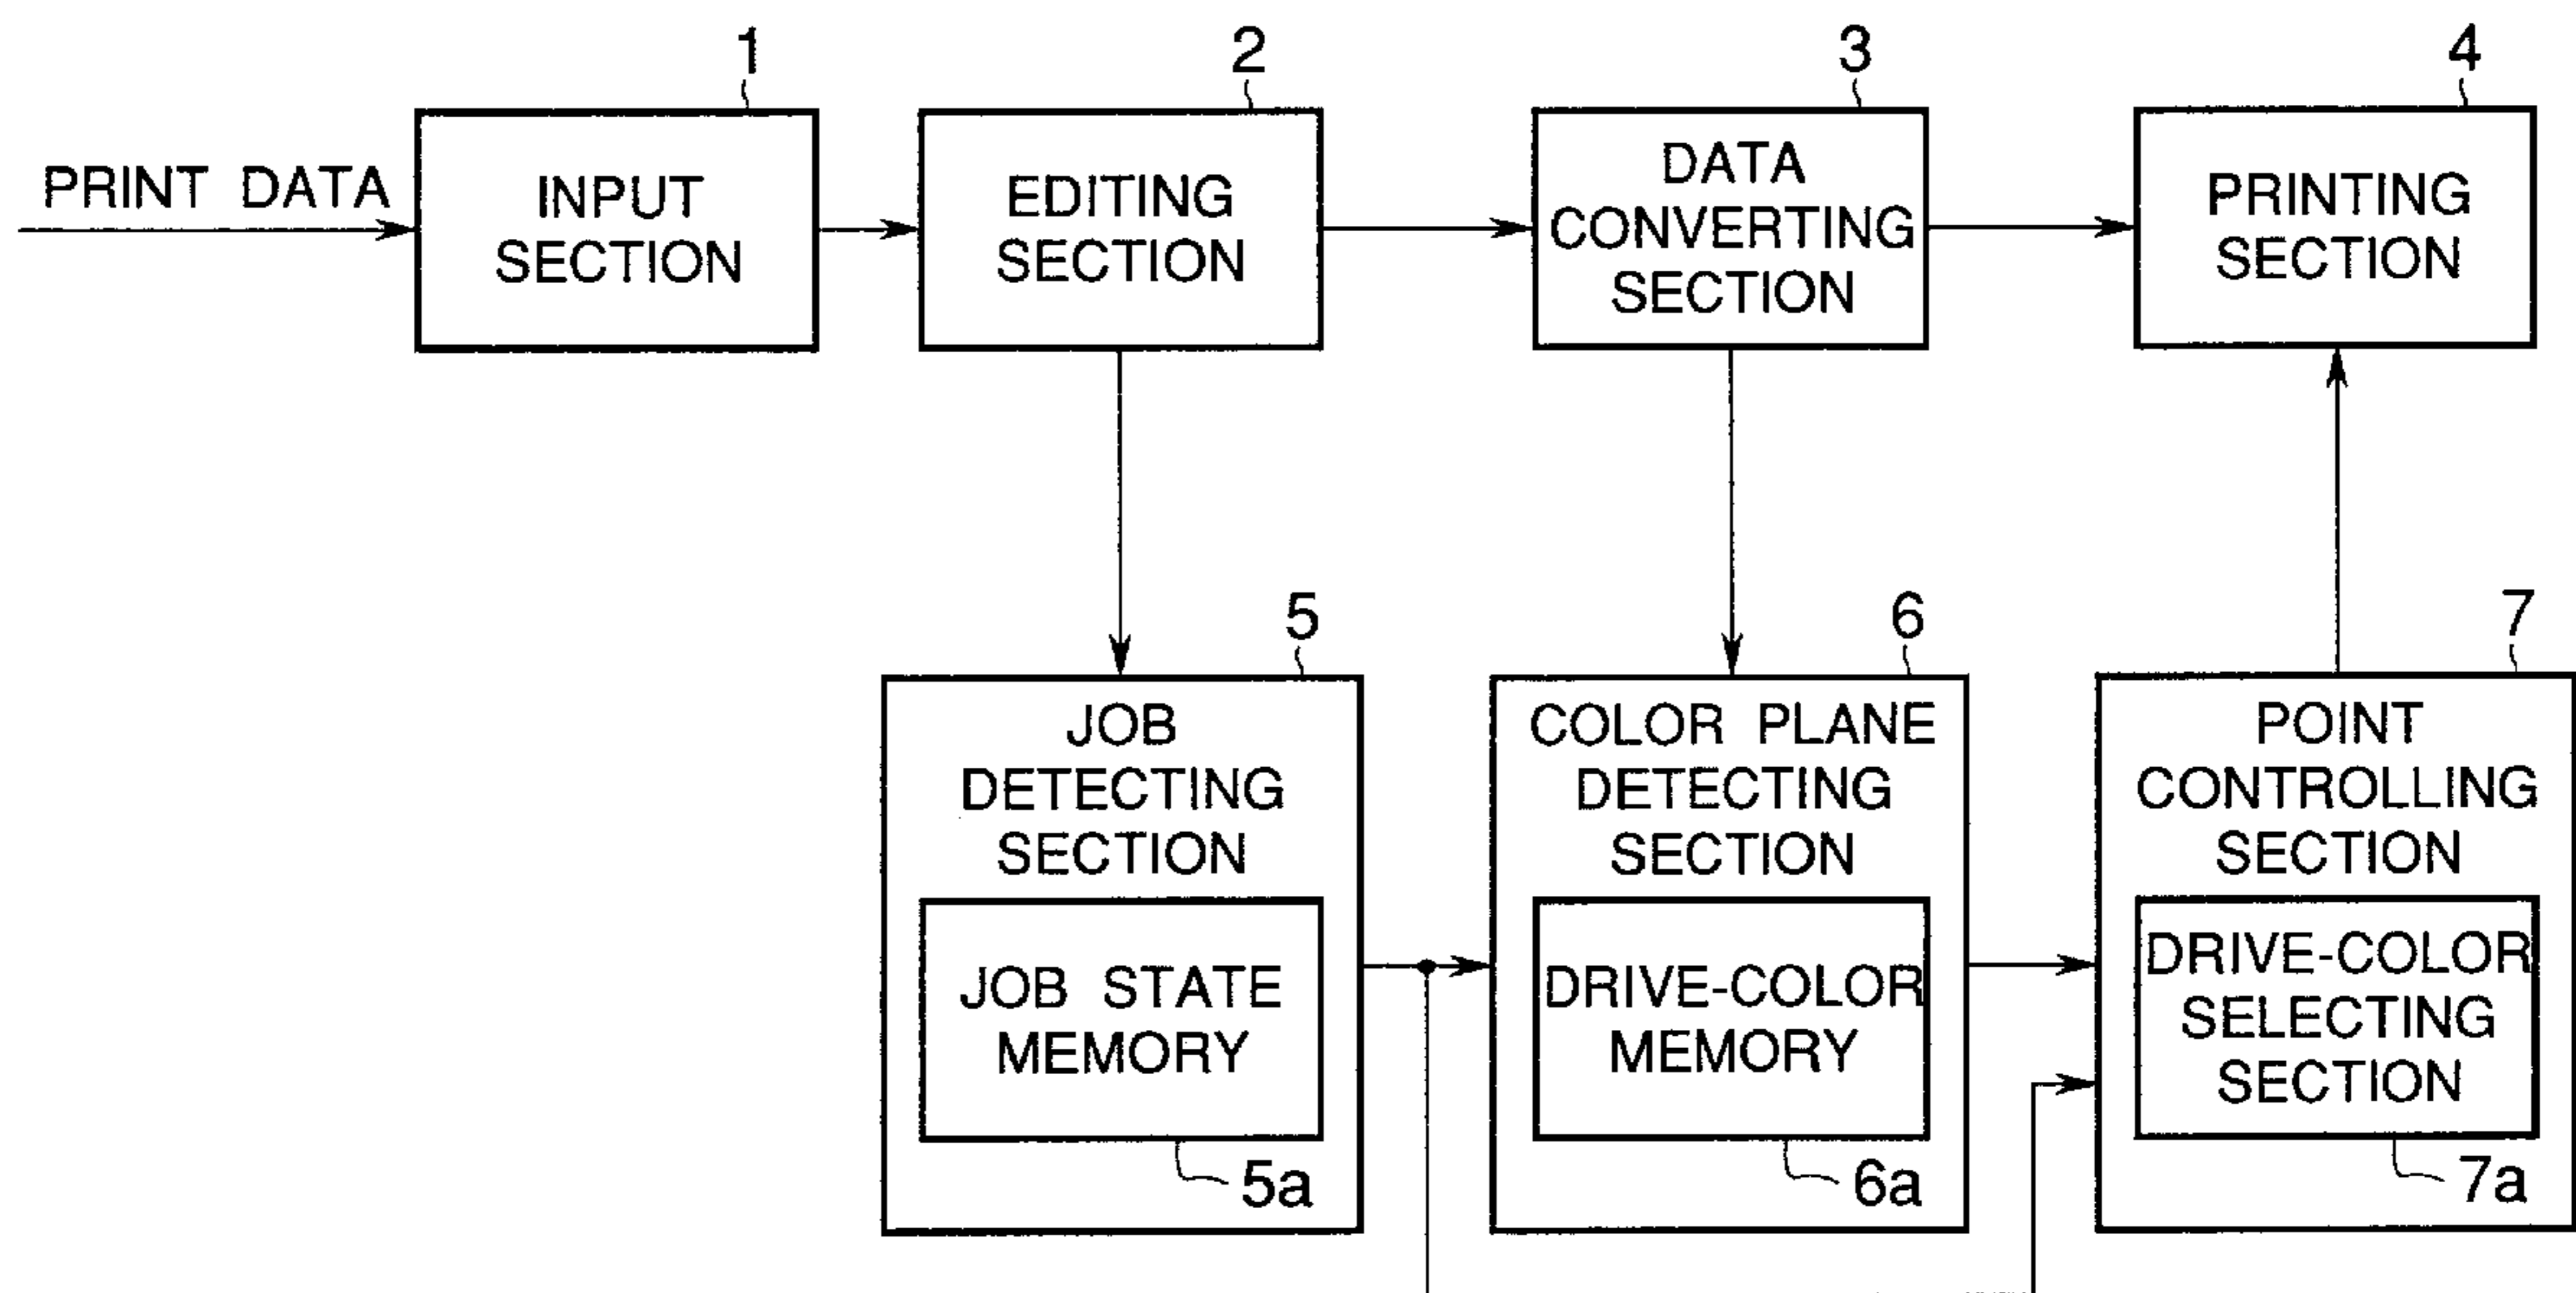 1
2
3
4
PRINT DATA
INPUT
SECTION
EDITING
SECTION
DATA
CONVERTING
SECTION
PRINTING
SECTION
5
6
7
JOB
DETECTING
SECTION
JOB STATE
MEMORY
5a
COLOR PLANE
DETECTING
SECTION
DRIVE-COLOR
MEMORY
6a
POINT
CONTROLLING
SECTION
DRIVE-COLOR
SELECTING
SECTION
7a